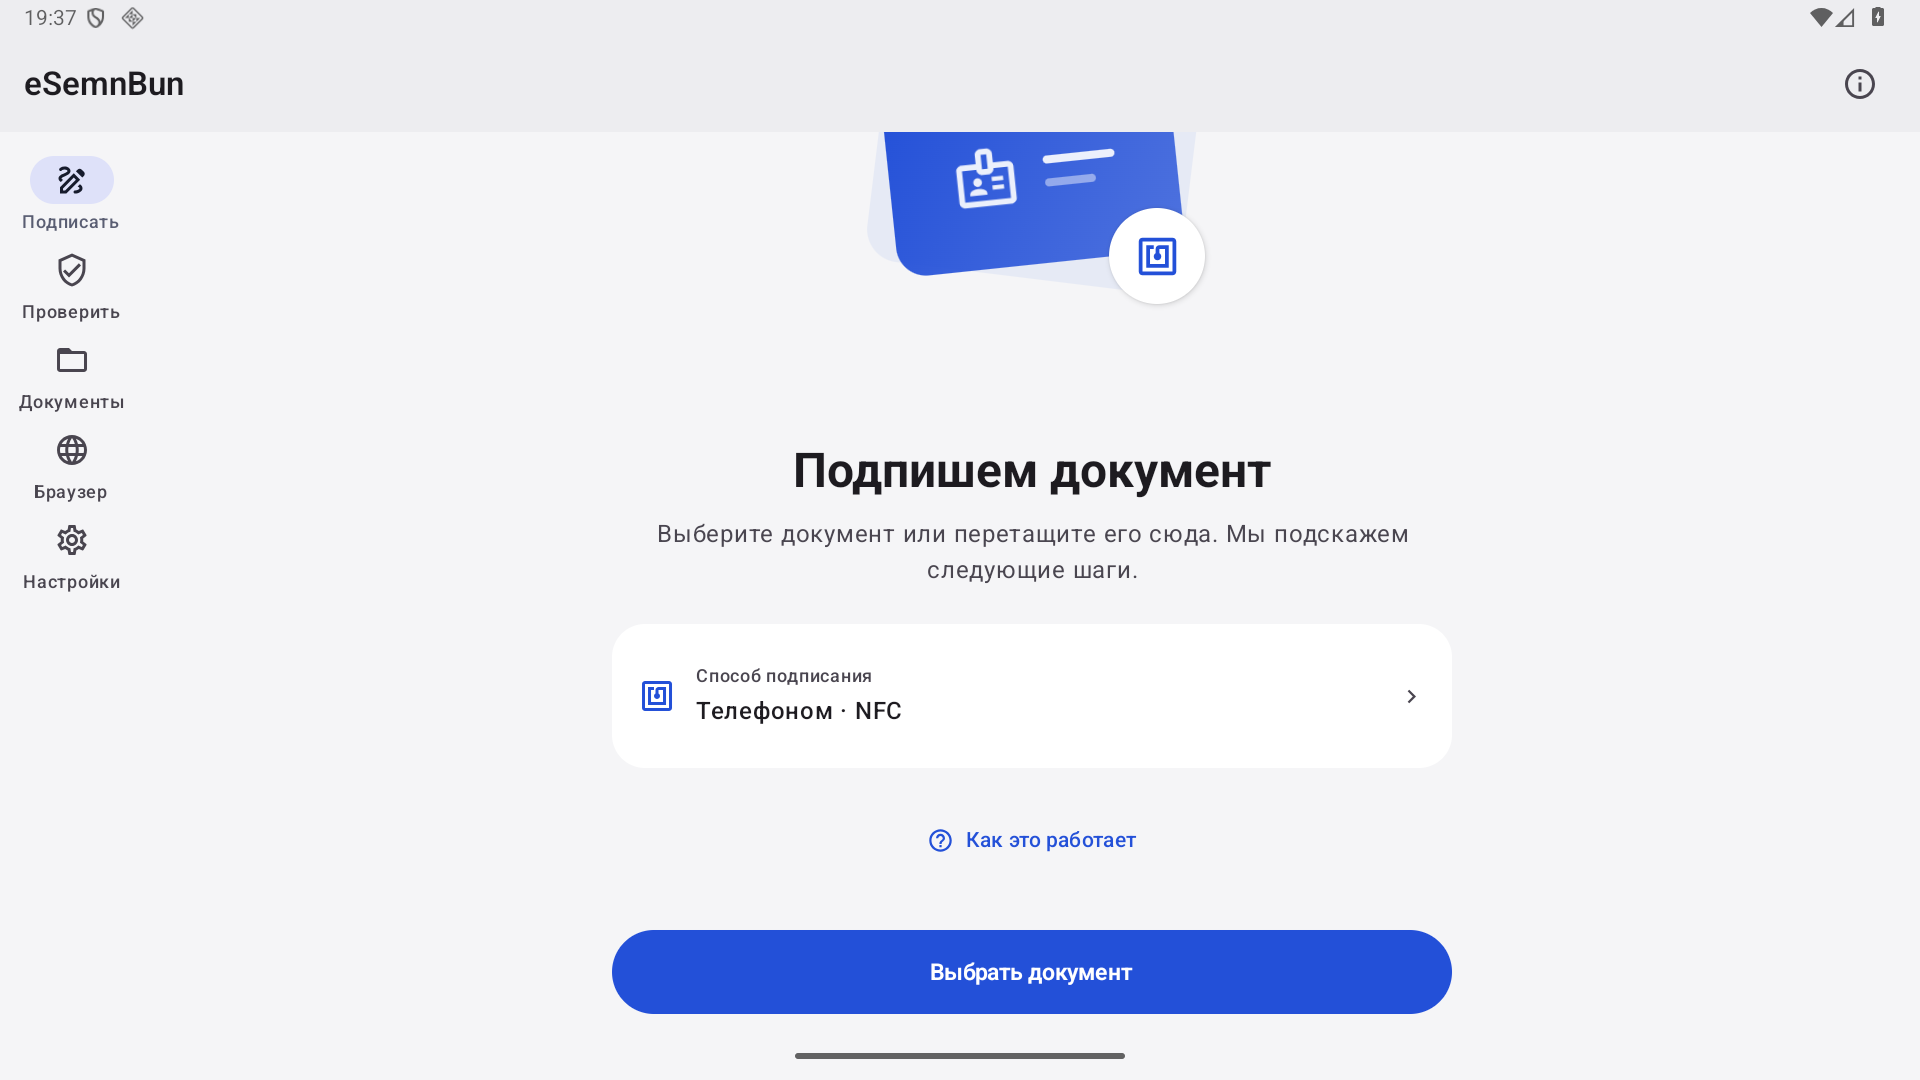 19:37
eSemnBun
Подписать
Проверить
Документы
Браузер
Настройки
Подпишем документ
Выберите документ или перетащите его сюда. Мы подскажем
следующие шаги.
Способ подписания
Телефоном · NFC
Как это работает
Выбрать документ